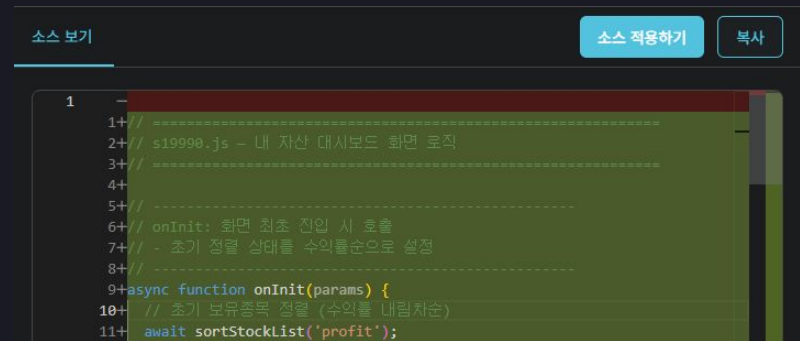 소스 보기
소스 적용하기
복사
1 -
1+// ============================================================
2+// s19990.js – 내 자산 대시보드 화면 로직
3+// ============================================================
4+
5+// --------------------------------------------------
6+// onInit: 화면 최초 진입 시 호출
7+// - 초기 정렬 상태를 수익률순으로 설정
8+// --------------------------------------------------
9+async function onInit(params) {
10+ // 초기 보유종목 정렬 (수익률 내림차순)
11+ await sortStockList('profit');